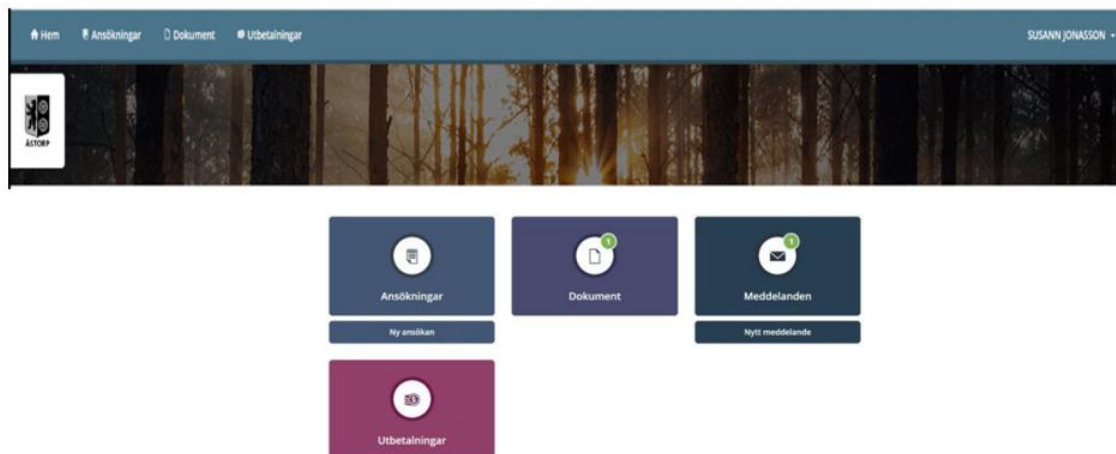 Hem Ansökningar Dokument Utbetalningar SUSANN JONASSON
ÅSTORP
1 1
Ansökningar Dokument Meddelanden
Ny ansökan Nytt meddelande
Utbetalningar